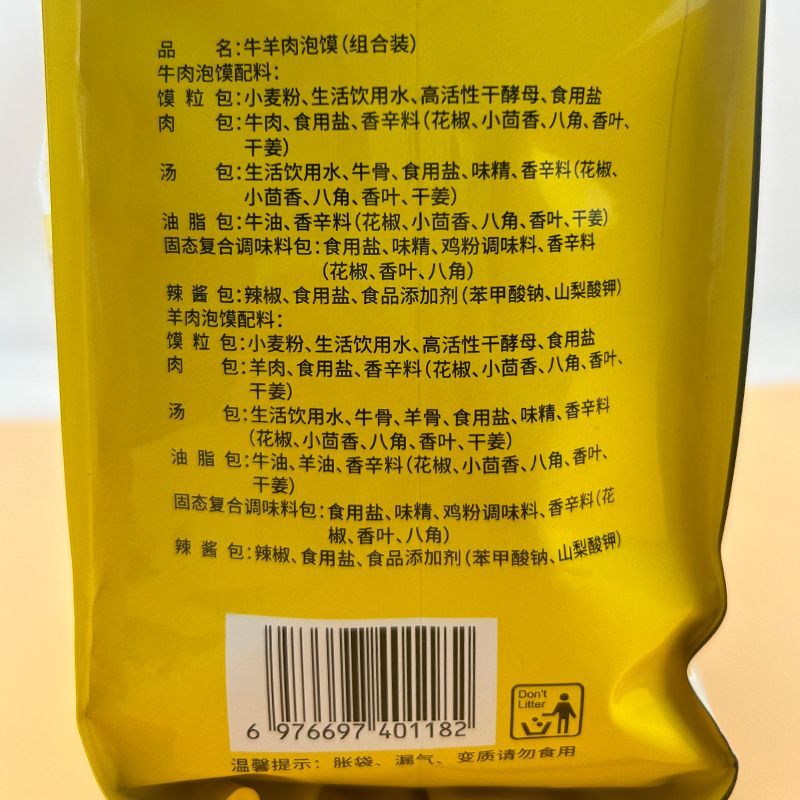 品 名:牛羊肉泡馍(组合装)
牛肉泡馍配料:
馍 粒 包:小麦粉、生活饮用水、高活性干酵母、食用盐
肉 包:牛肉、食用盐、香辛料(花椒、小茴香、八角、香叶、
干姜)
汤 包:生活饮用水、牛骨、食用盐、味精、香辛料(花椒、
小茴香、八角、香叶、干姜)
油 脂 包:牛油、香辛料(花椒、小茴香、八角、香叶、干姜)
固态复合调味料包:食用盐、味精、鸡粉调味料、香辛料
(花椒、香叶、八角)
辣 酱 包:辣椒、食用盐、食品添加剂(苯甲酸钠、山梨酸钾)
羊肉泡馍配料:
馍 粒 包:小麦粉、生活饮用水、高活性干酵母、食用盐
肉 包:羊肉、食用盐、香辛料(花椒、小茴香、八角、香叶、
干姜)
汤 包:生活饮用水、牛骨、羊骨、食用盐、味精、香辛料
(花椒、小茴香、八角、香叶、干姜)
油 脂 包:牛油、羊油、香辛料(花椒、小茴香、八角、香叶、
干姜)
固态复合调味料包:食用盐、味精、鸡粉调味料、香辛料(花
椒、香叶、八角)
辣 酱 包:辣椒、食用盐、食品添加剂(苯甲酸钠、山梨酸钾)
Don't
Litter
6 976697 401182
温馨提示:胀袋、漏气、变质请勿食用